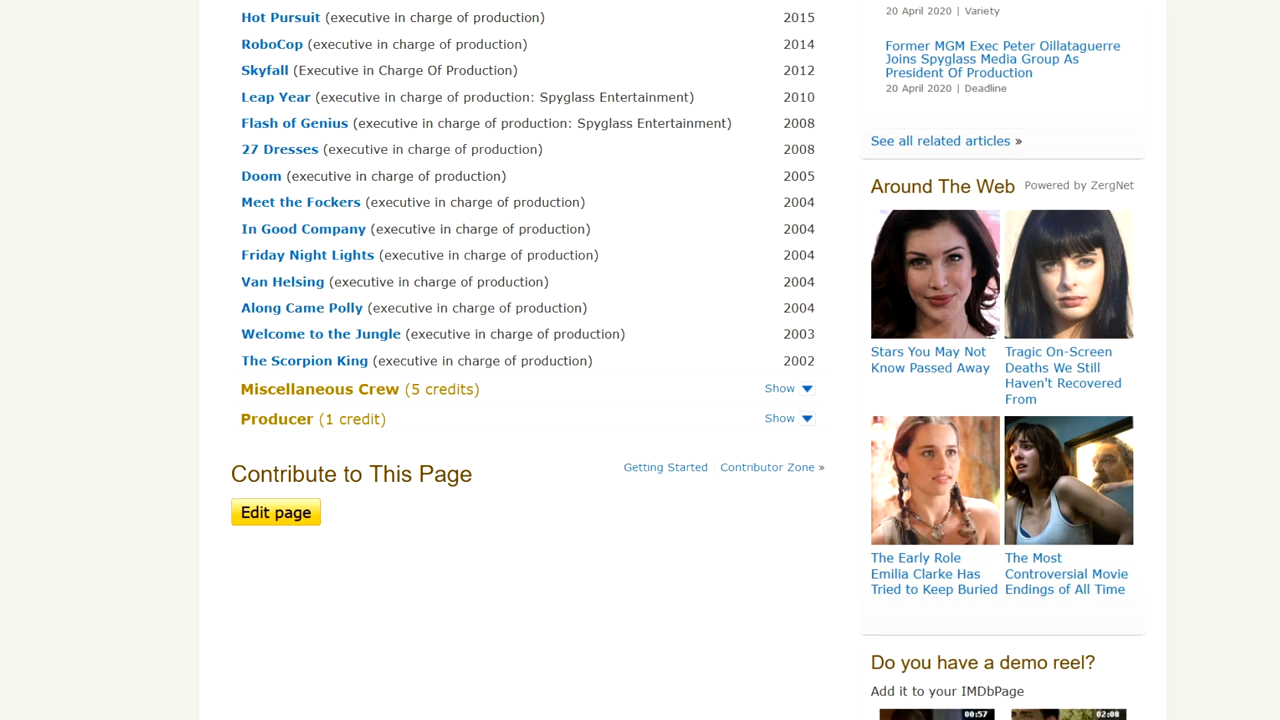 Hot Pursuit (executive in charge of production) 2015
RoboCop (executive in charge of production) 2014
Skyfall (Executive in Charge Of Production) 2012
Leap Year (executive in charge of production: Spyglass Entertainment) 2010
Flash of Genius (executive in charge of production: Spyglass Entertainment) 2008
27 Dresses (executive in charge of production) 2008
Doom (executive in charge of production) 2005
Meet the Fockers (executive in charge of production) 2004
In Good Company (executive in charge of production) 2004
Friday Night Lights (executive in charge of production) 2004
Van Helsing (executive in charge of production) 2004
Along Came Polly (executive in charge of production) 2004
Welcome to the Jungle (executive in charge of production) 2003
The Scorpion King (executive in charge of production) 2002
Miscellaneous Crew (5 credits) Show
Producer (1 credit) Show
Contribute to This Page
Getting Started Contributor Zone »
Edit page
20 April 2020 | Variety
Former MGM Exec Peter Oillataguerre
Joins Spyglass Media Group As
President Of Production
20 April 2020 | Deadline
See all related articles »
Around The Web Powered by ZergNet
Stars You May Not
Know Passed Away
Tragic On-Screen
Deaths We Still
Haven't Recovered
From
The Early Role
Emilia Clarke Has
Tried to Keep Buried
The Most
Controversial Movie
Endings of All Time
Do you have a demo reel?
Add it to your IMDbPage
00:57
02:08